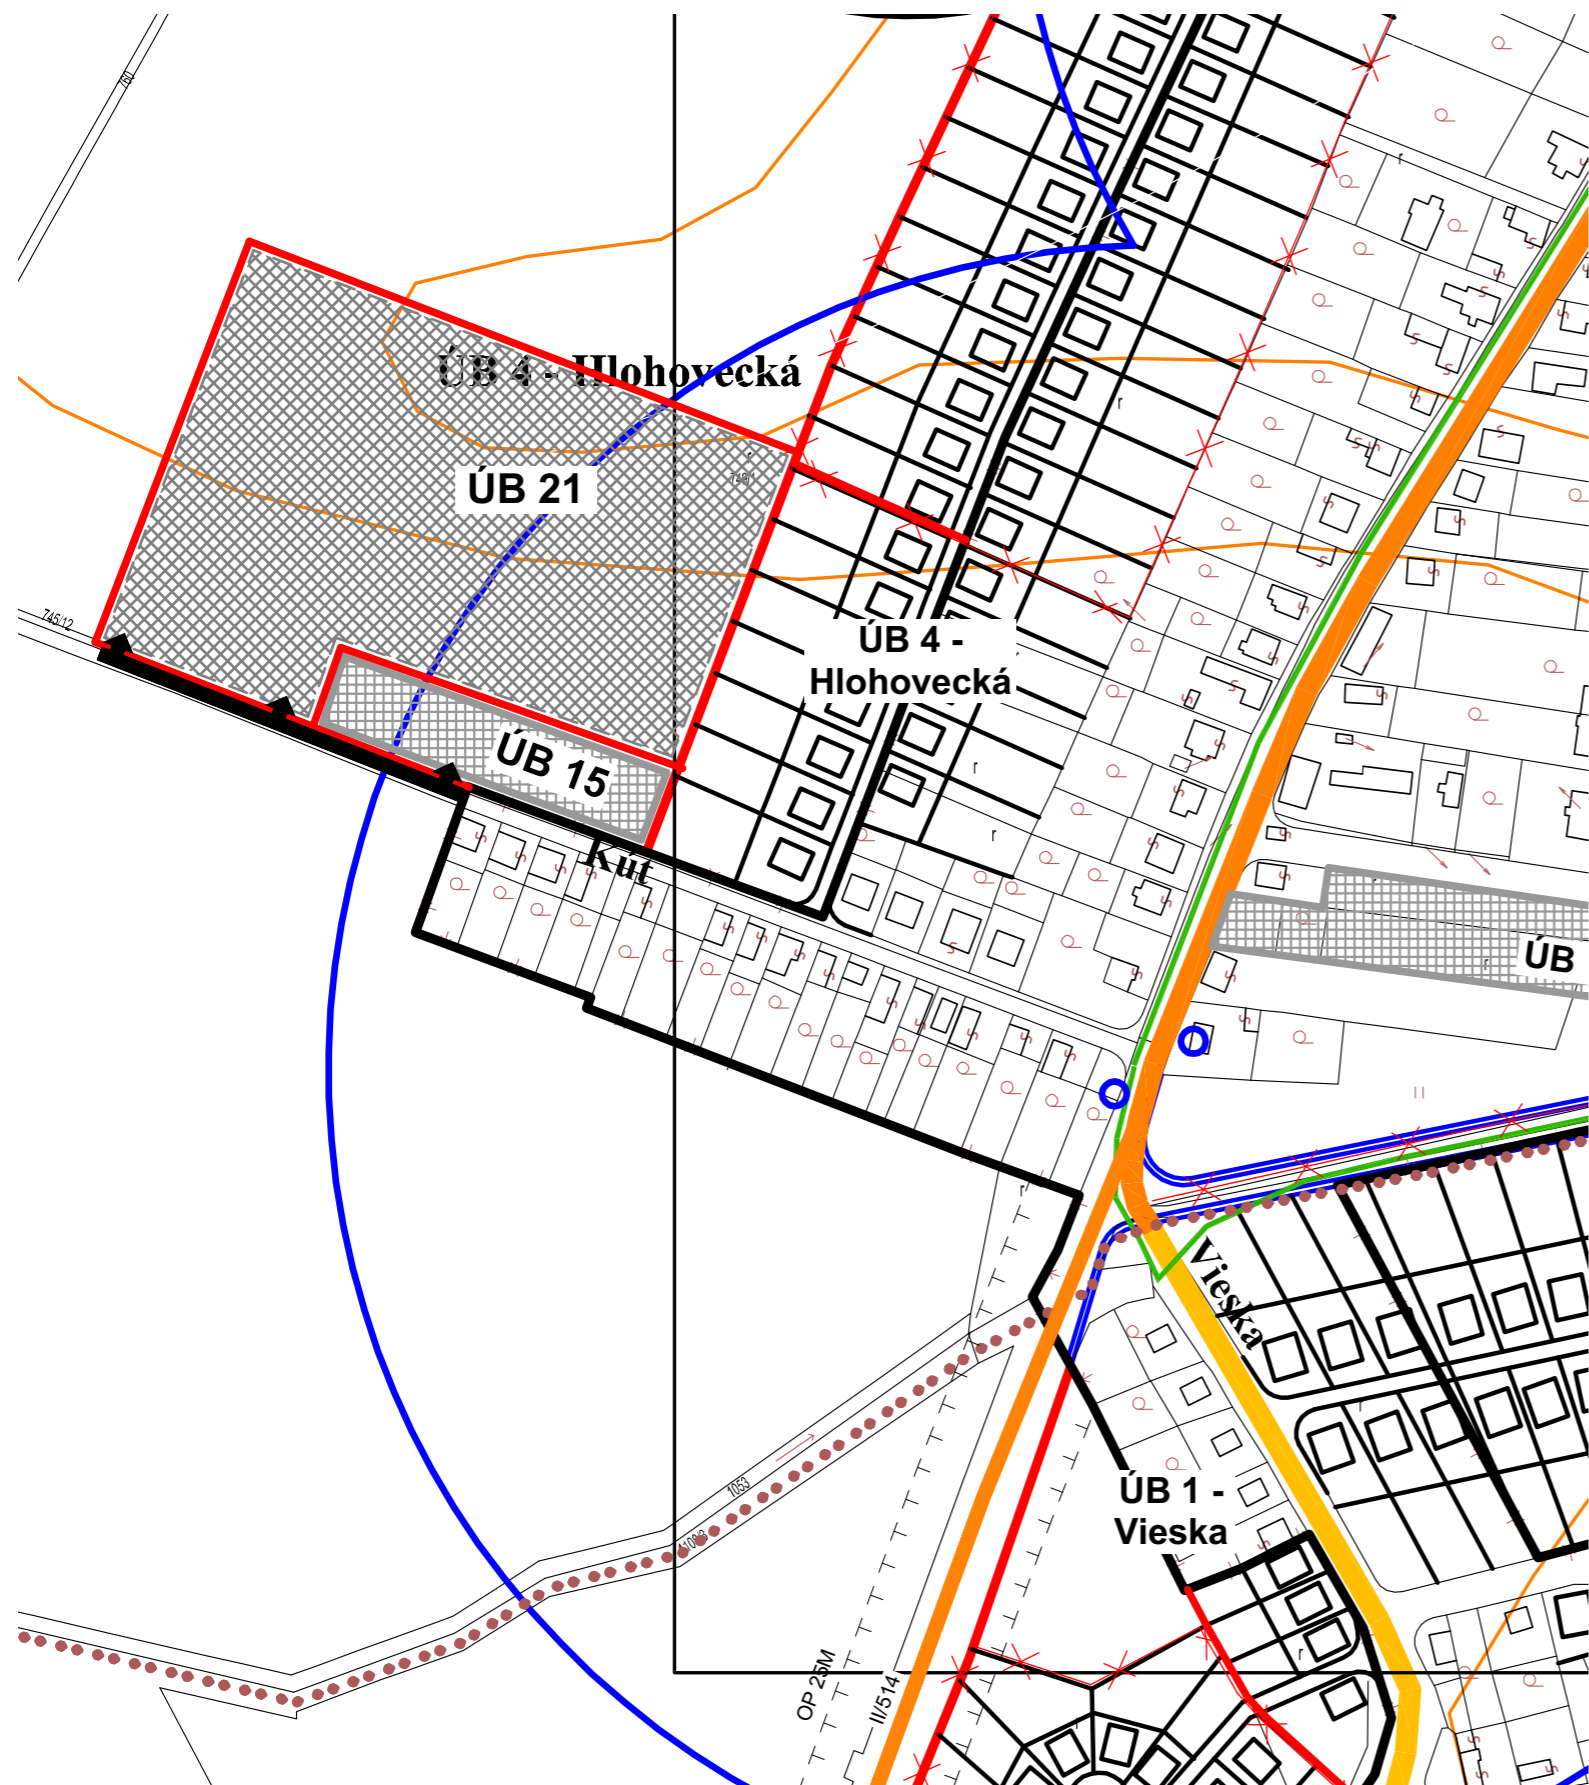 760
ÚB 4 - Hlohovecká
ÚB 21
745/12
ÚB 4 -
Hlohovecká
ÚB 15
Kút
ÚB
Vieska
1053
ÚB 1 -
Vieska
OP 25M
II/514